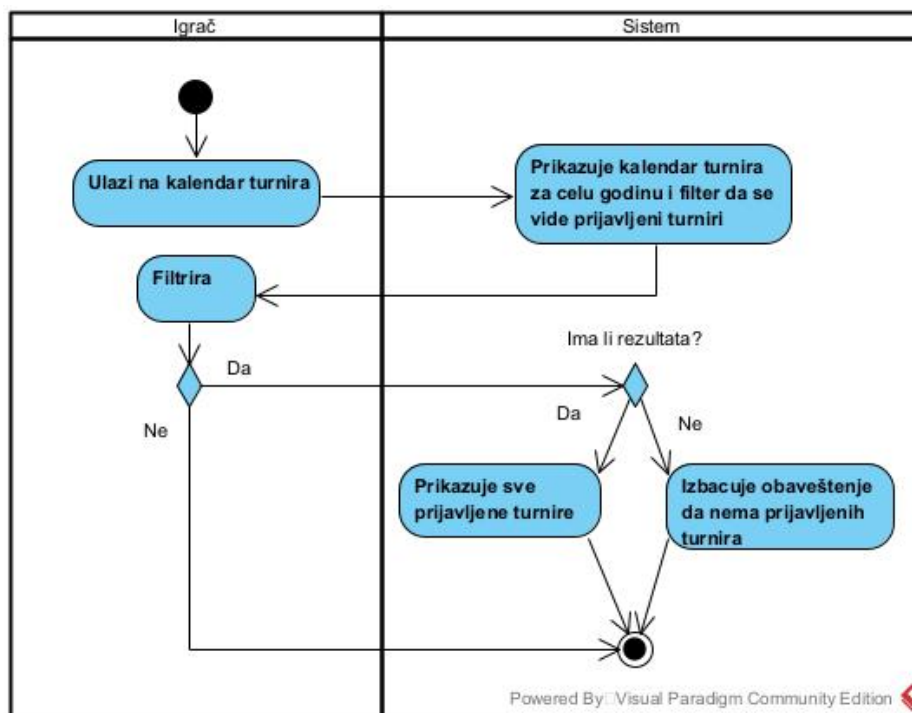 Igrač
Sistem
Ulazi na kalendar turnira
Prikazuje kalendar turnira
za celu godinu i filter da se
vide prijavljeni turniri
Filtrira
Ima li rezultata?
Da
Ne
Da
Ne
Prikazuje sve
prijavljene turnire
Izbacuje obaveštenje
da nema prijavljenih
turnira
Powered By Visual Paradigm Community Edition